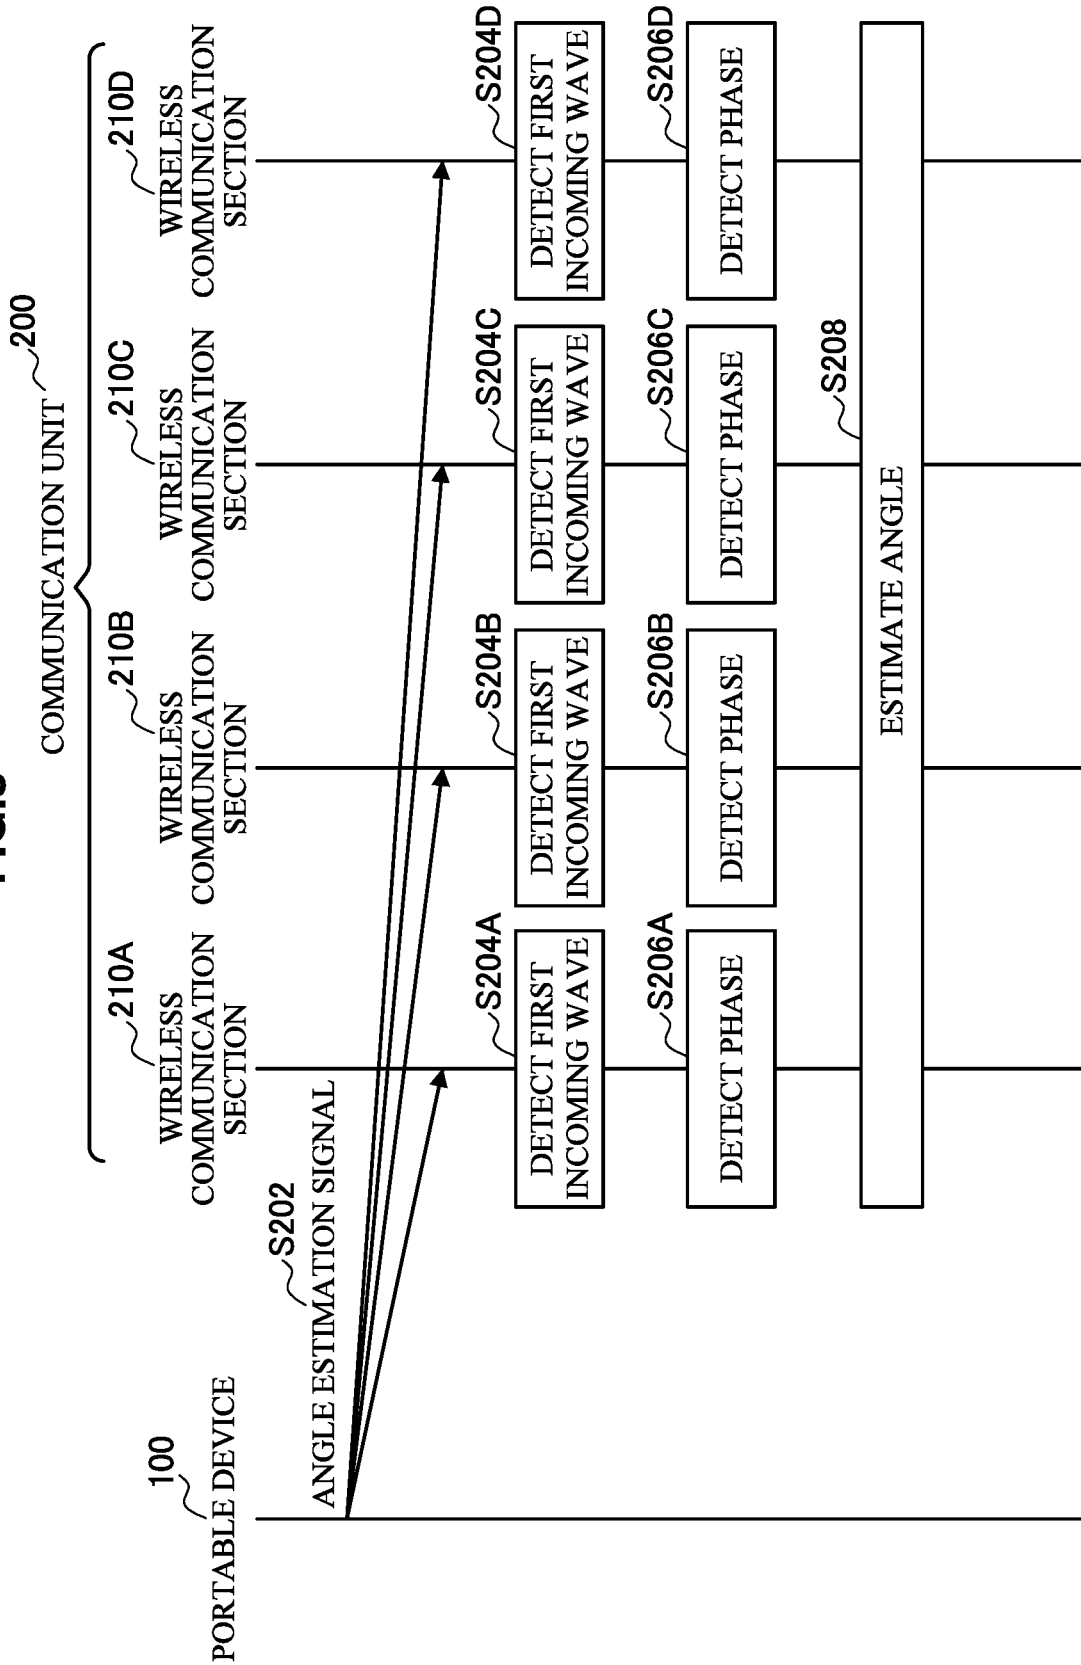 200
COMMUNICATION UNIT
100
PORTABLE DEVICE
210A
WIRELESS
COMMUNICATION
SECTION
210B
WIRELESS
COMMUNICATION
SECTION
210C
WIRELESS
COMMUNICATION
SECTION
210D
WIRELESS
COMMUNICATION
SECTION
S202
ANGLE ESTIMATION SIGNAL
S204A
DETECT FIRST
INCOMING WAVE
S204B
DETECT FIRST
INCOMING WAVE
S204C
DETECT FIRST
INCOMING WAVE
S204D
DETECT FIRST
INCOMING WAVE
S206A
DETECT PHASE
S206B
DETECT PHASE
S206C
DETECT PHASE
S206D
DETECT PHASE
S208
ESTIMATE ANGLE